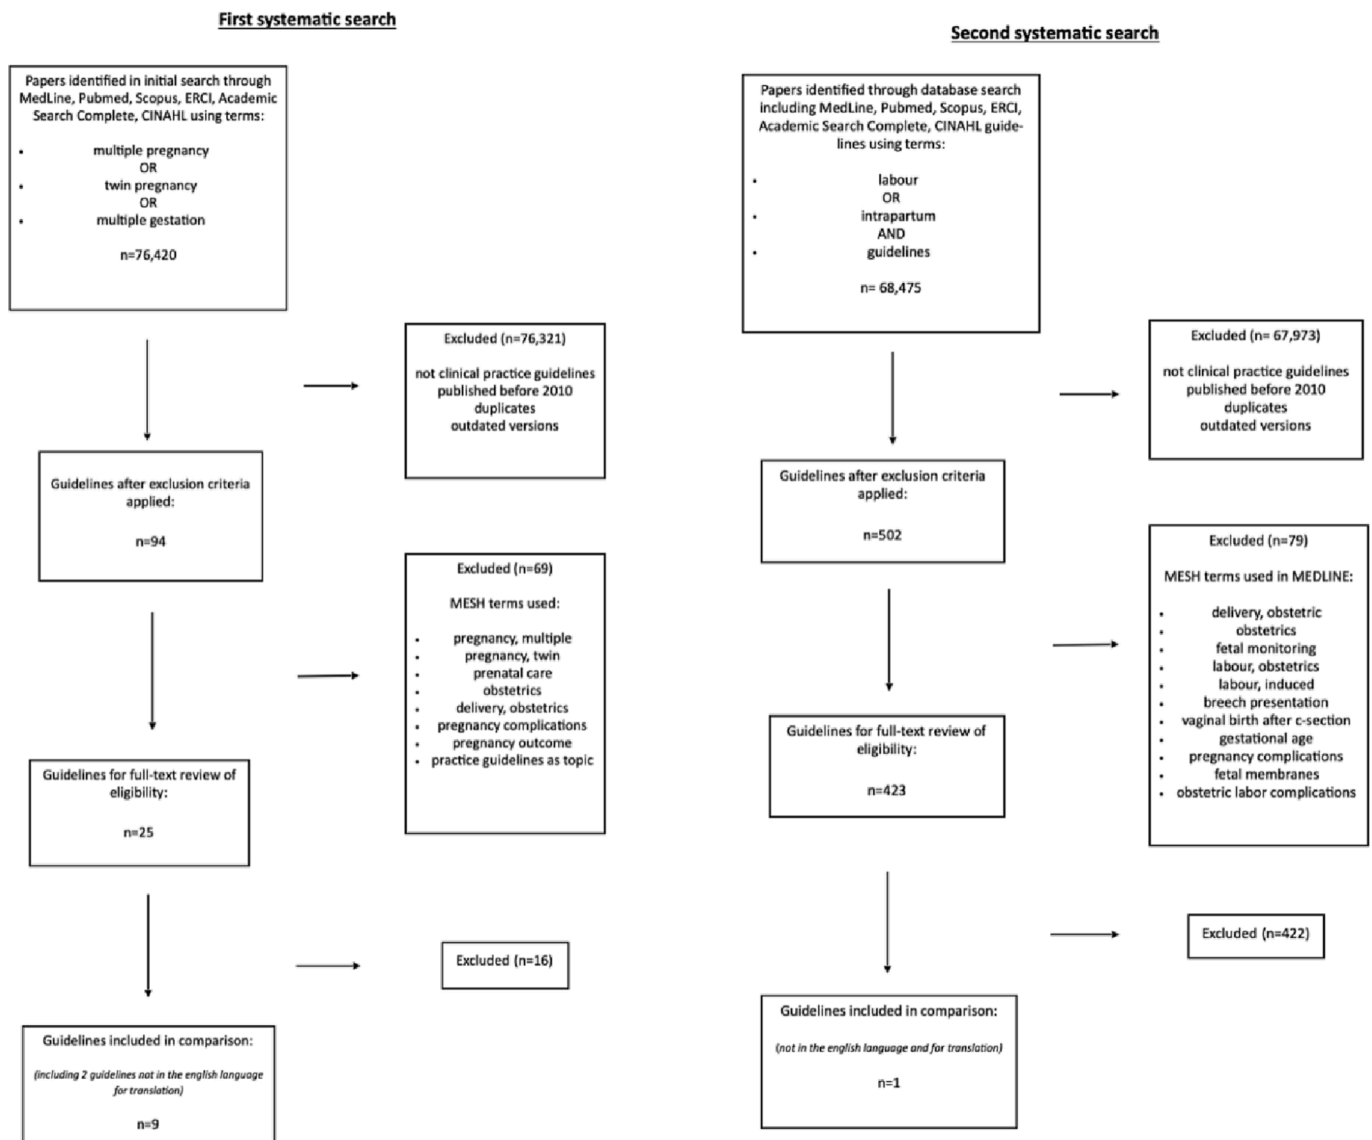 First systematic search
Papers identified in initial search through
MedLine, Pubmed, Scopus, ERCI, Academic
Search Complete, CINAHL using terms:
• multiple pregnancy
OR
• twin pregnancy
OR
• multiple gestation
n=76,420
Excluded (n=76,321)
not clinical practice guidelines
published before 2010
duplicates
outdated versions
Guidelines after exclusion criteria
applied:
n=94
Excluded (n=69)
MESH terms used:
• pregnancy, multiple
• pregnancy, twin
• prenatal care
• obstetrics
• delivery, obstetrics
• pregnancy complications
• pregnancy outcome
• practice guidelines as topic
Guidelines for full-text review of
eligibility:
n=25
Excluded (n=16)
Guidelines included in comparison:
(including 2 guidelines not in the english language
for translation)
n=9
Second systematic search
Papers identified through database search
including MedLine, Pubmed, Scopus, ERCI,
Academic Search Complete, CINAHL guide-
lines using terms:
• labour
OR
• intrapartum
AND
• guidelines
n= 68,475
Excluded (n= 67,973)
not clinical practice guidelines
published before 2010
duplicates
outdated versions
Guidelines after exclusion criteria
applied:
n=502
Excluded (n=79)
MESH terms used in MEDLINE:
• delivery, obstetric
• obstetrics
• fetal monitoring
• labour, obstetrics
• labour, induced
• breech presentation
• vaginal birth after c-section
• gestational age
• pregnancy complications
• fetal membranes
• obstetric labor complications
Guidelines for full-text review of
eligibility:
n=423
Excluded (n=422)
Guidelines included in comparison:
(not in the english language and for translation)
n=1